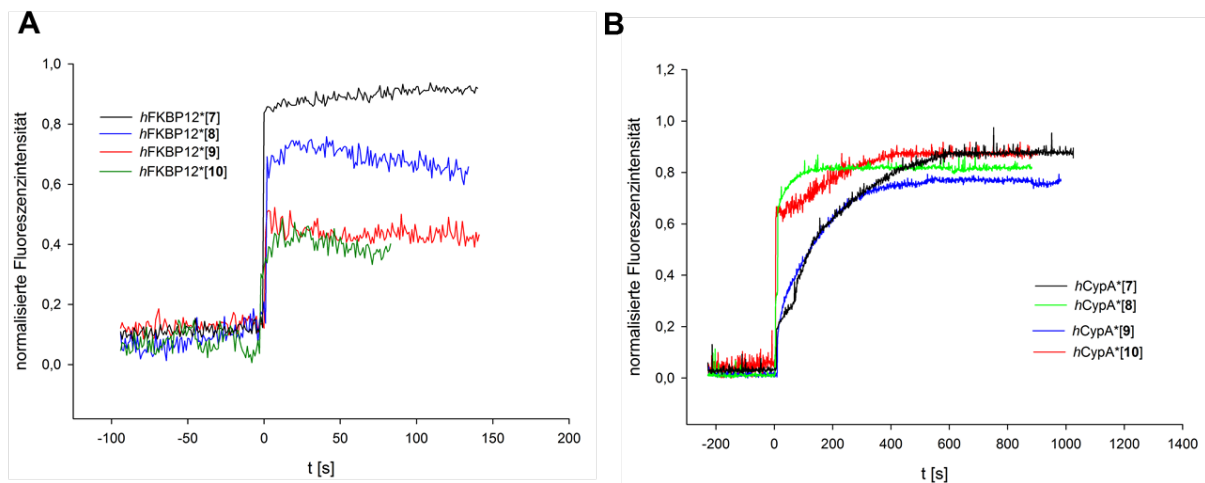 A
normalisierte Fluoreszenzintensität
1,0
0,8
0,6
0,4
0,2
0,0
hFKBP12*[7]
hFKBP12*[8]
hFKBP12*[9]
hFKBP12*[10]
-100 -50 0 50 100 150 200
t [s]
B
normalisierte Fluoreszenzintensität
1,2
1,0
0,8
0,6
0,4
0,2
0,0
hCypA*[7]
hCypA*[8]
hCypA*[9]
hCypA*[10]
-200 0 200 400 600 800 1000 1200 1400
t [s]